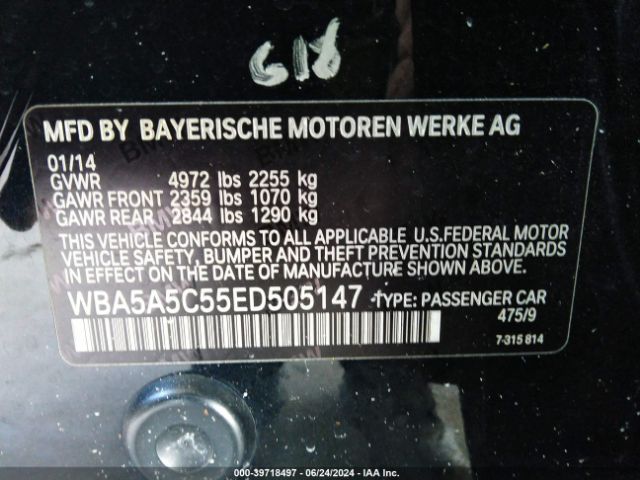 618
MFD BY BAYERISCHE MOTOREN WERKE AG
01/14
GVWR 4972 lbs 2255 kg
GAWR FRONT 2359 lbs 1070 kg
GAWR REAR 2844 lbs 1290 kg
THIS VEHICLE CONFORMS TO ALL APPLICABLE U.S.FEDERAL MOTOR
VEHICLE SAFETY, BUMPER AND THEFT PREVENTION STANDARDS
IN EFFECT ON THE DATE OF MANUFACTURE SHOWN ABOVE.
WBA5A5C55ED505147 TYPE: PASSENGER CAR
475/9
7-315 814
© IAA 39718497 - 06/24/2024 - IAA Inc.